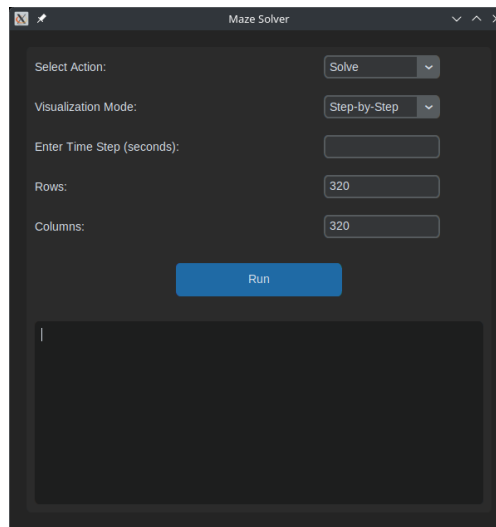 Maze Solver
Select Action: Solve
Visualization Mode: Step-by-Step
Enter Time Step (seconds):
Rows: 320
Columns: 320
Run